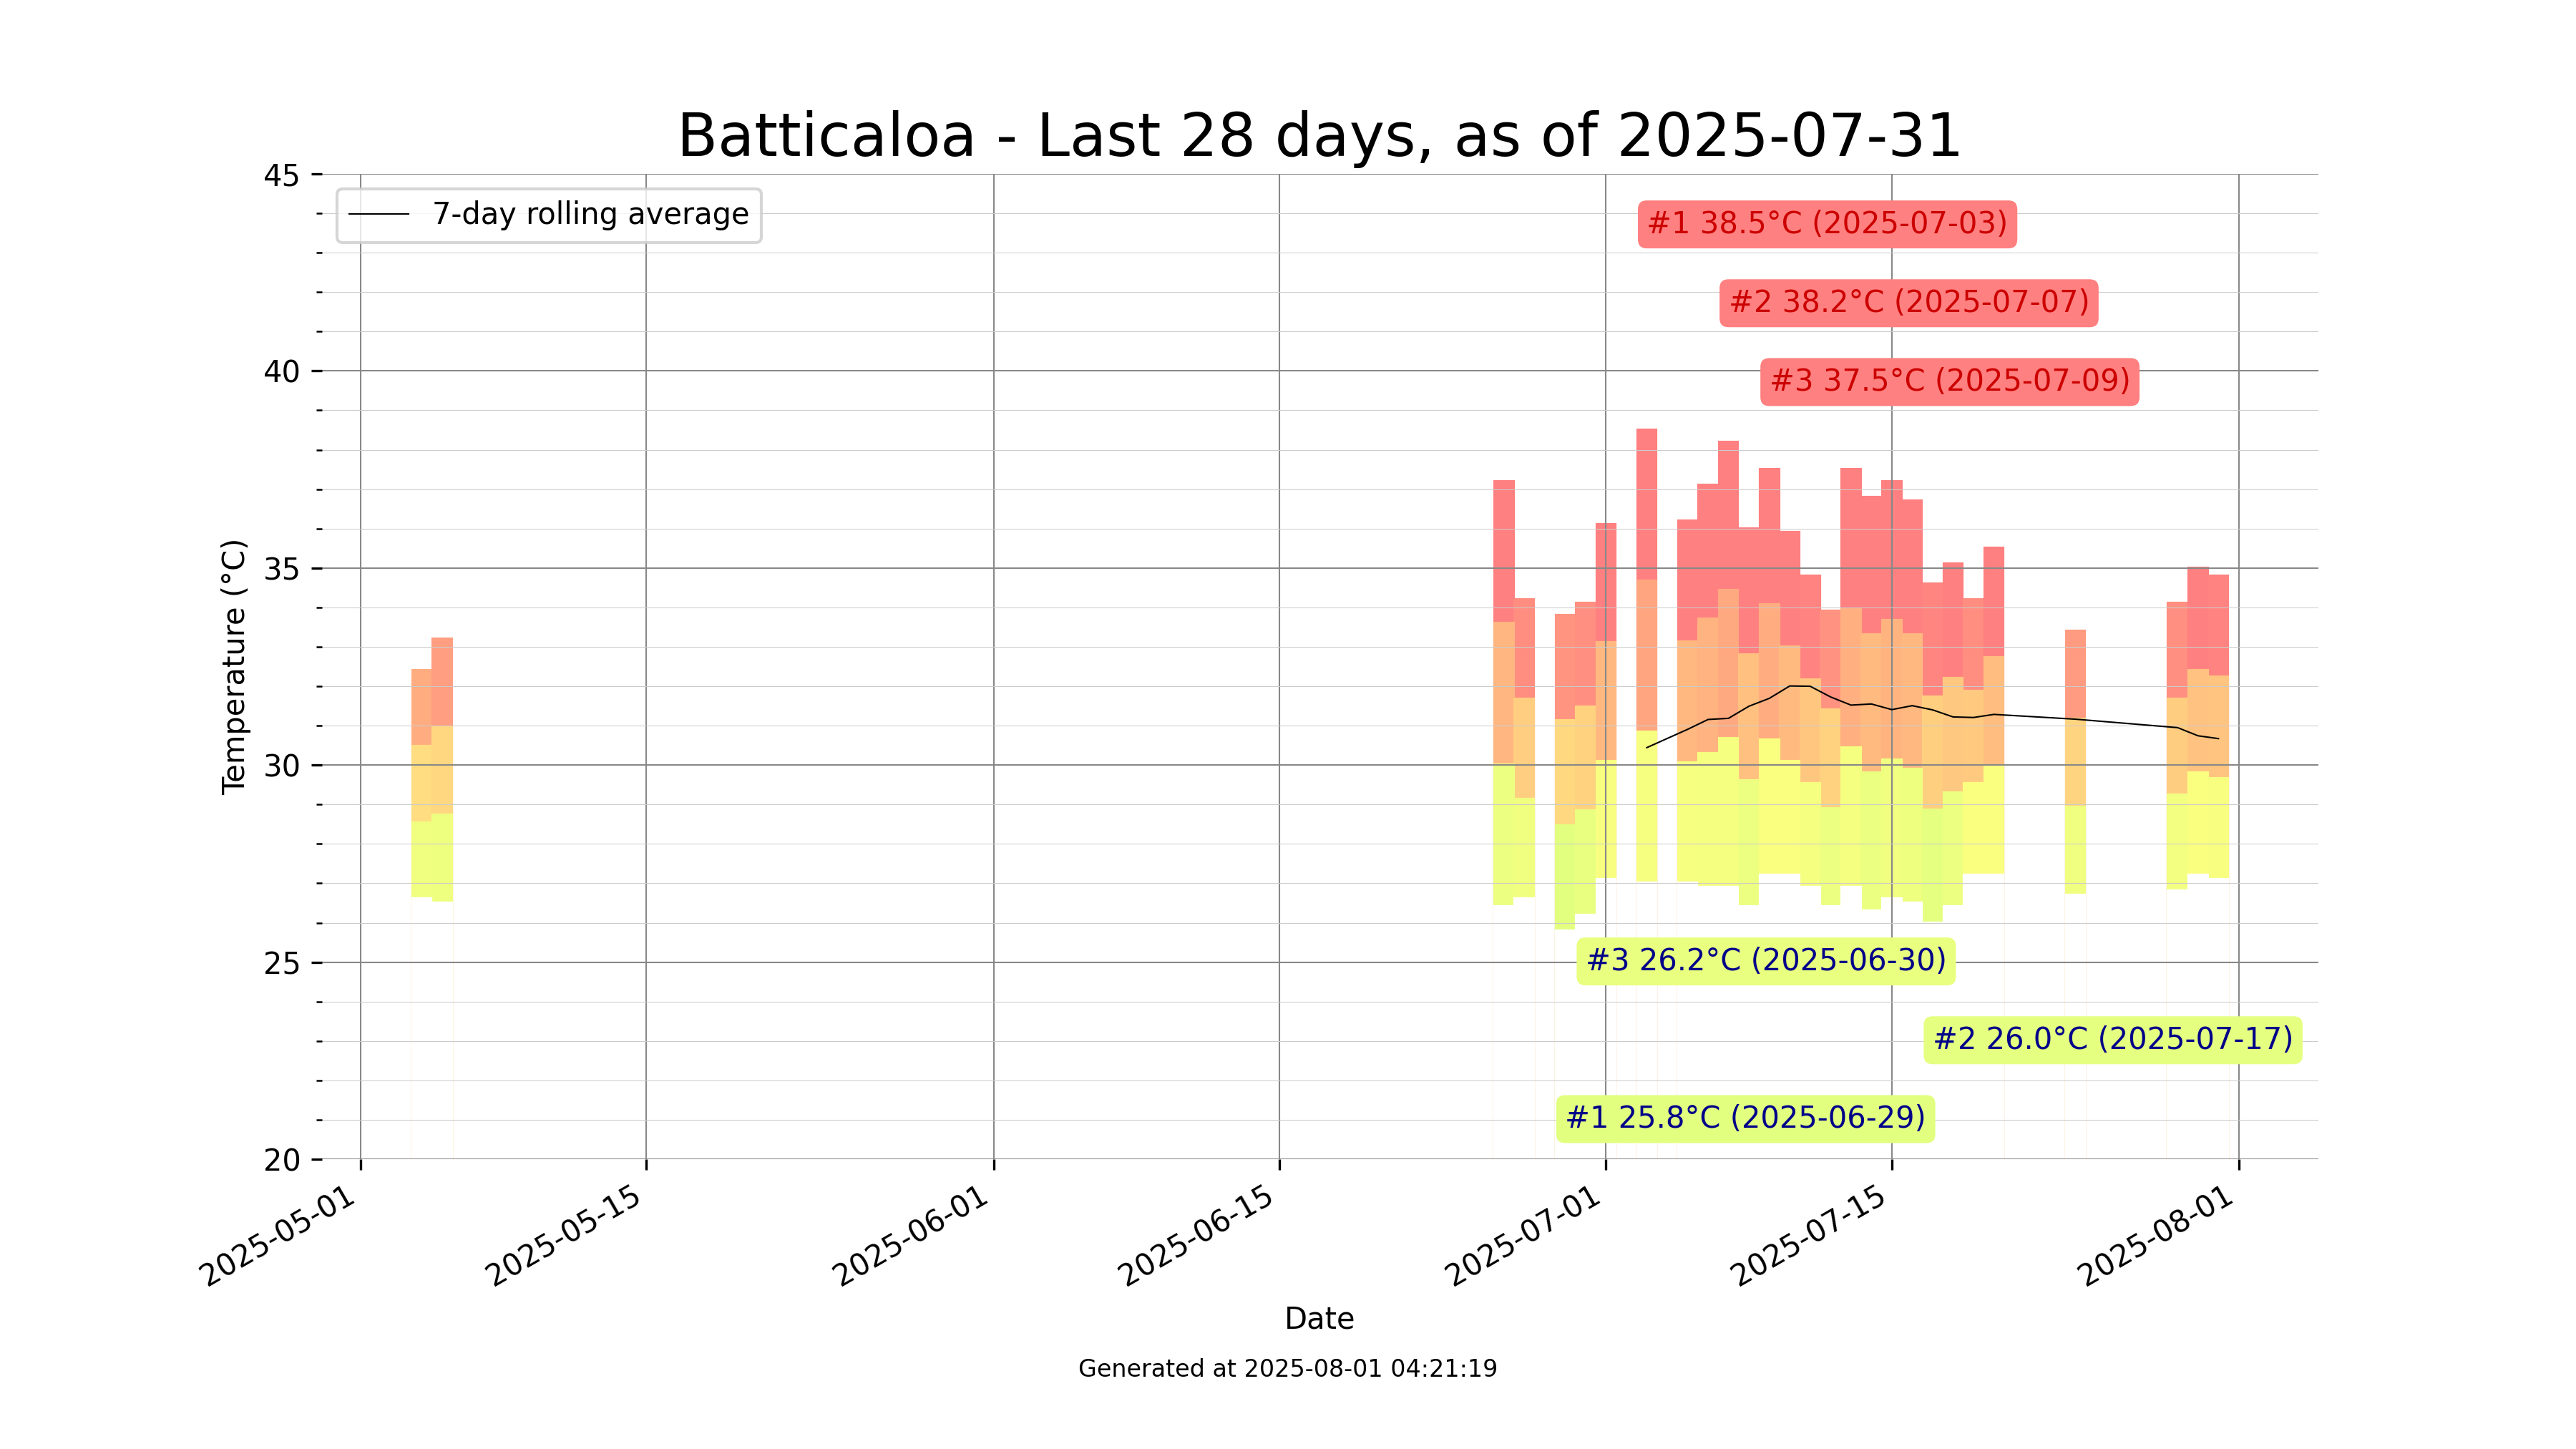 Batticaloa - Last 28 days, as of 2025-07-31
45
7-day rolling average
#1 38.5°C (2025-07-03)
#2 38.2°C (2025-07-07)
40
#3 37.5°C (2025-07-09)
35
Temperature (°C)
30
25
#3 26.2°C (2025-06-30)
#2 26.0°C (2025-07-17)
#1 25.8°C (2025-06-29)
20
2025-05-01
2025-05-15
2025-06-01
2025-06-15
2025-07-01
2025-07-15
2025-08-01
Date
Generated at 2025-08-01 04:21:19